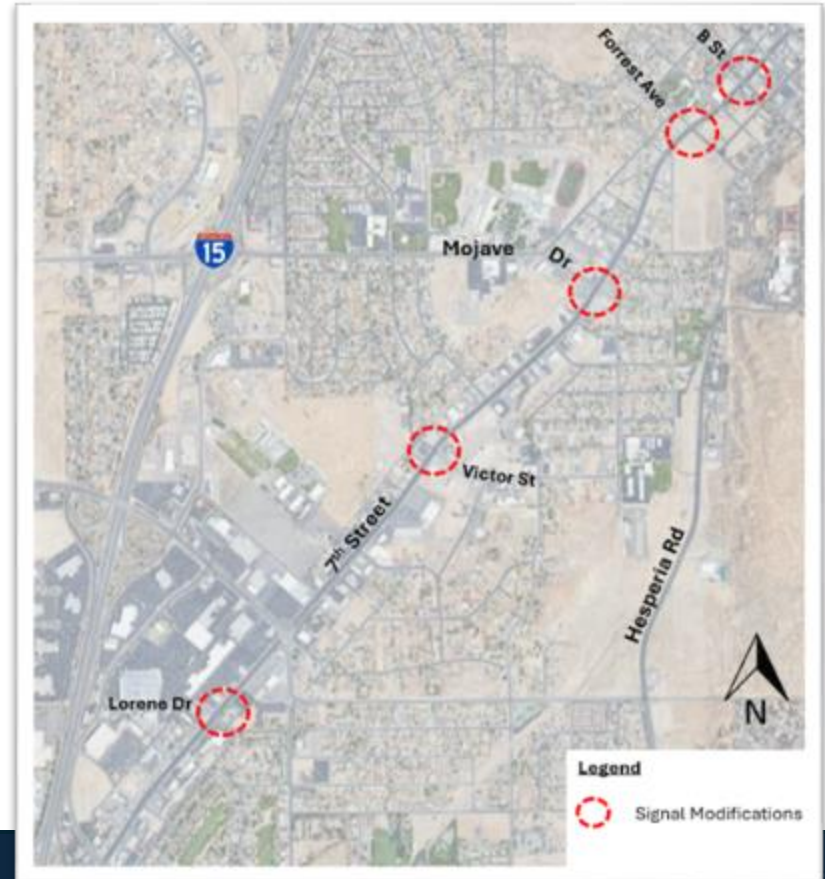 B St
Forrest Ave
15
Mojave
Dr
Victor St
7th Street
Hesperia Rd
Lorene Dr
N
Legend
Signal Modifications